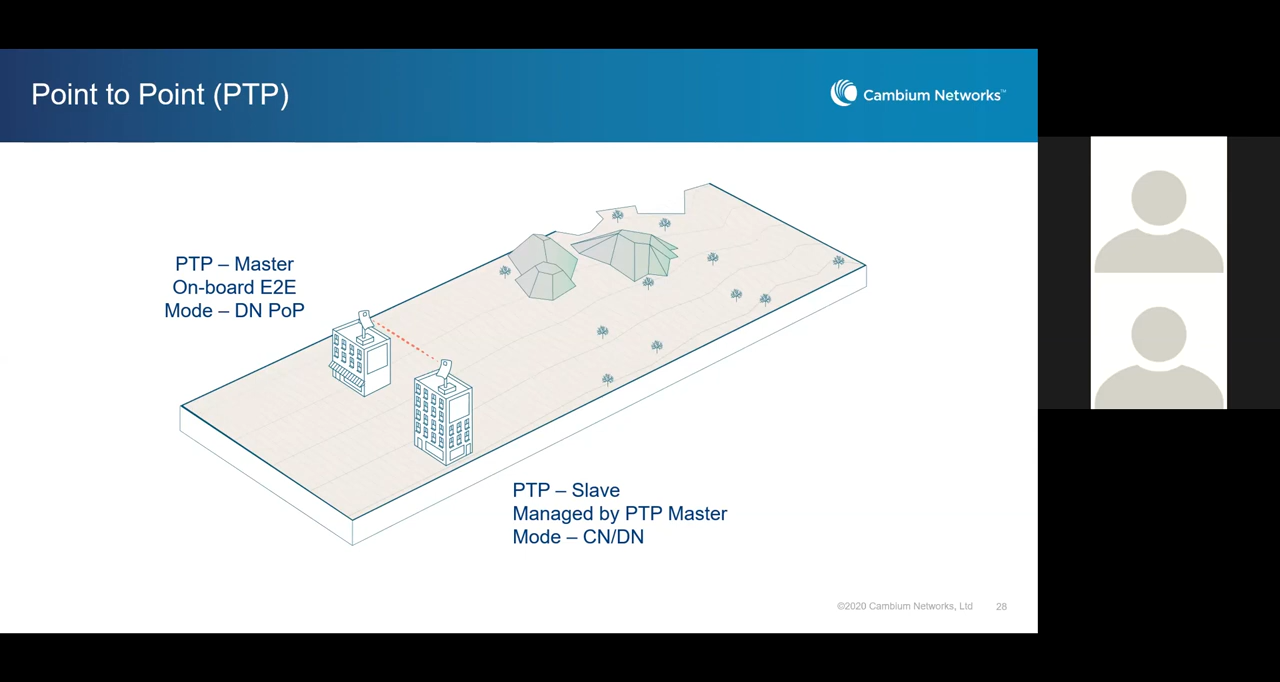 Point to Point (PTP)
Cambium Networks™
PTP – Master
On-board E2E
Mode – DN PoP
PTP – Slave
Managed by PTP Master
Mode – CN/DN
©2020 Cambium Networks, Ltd
28